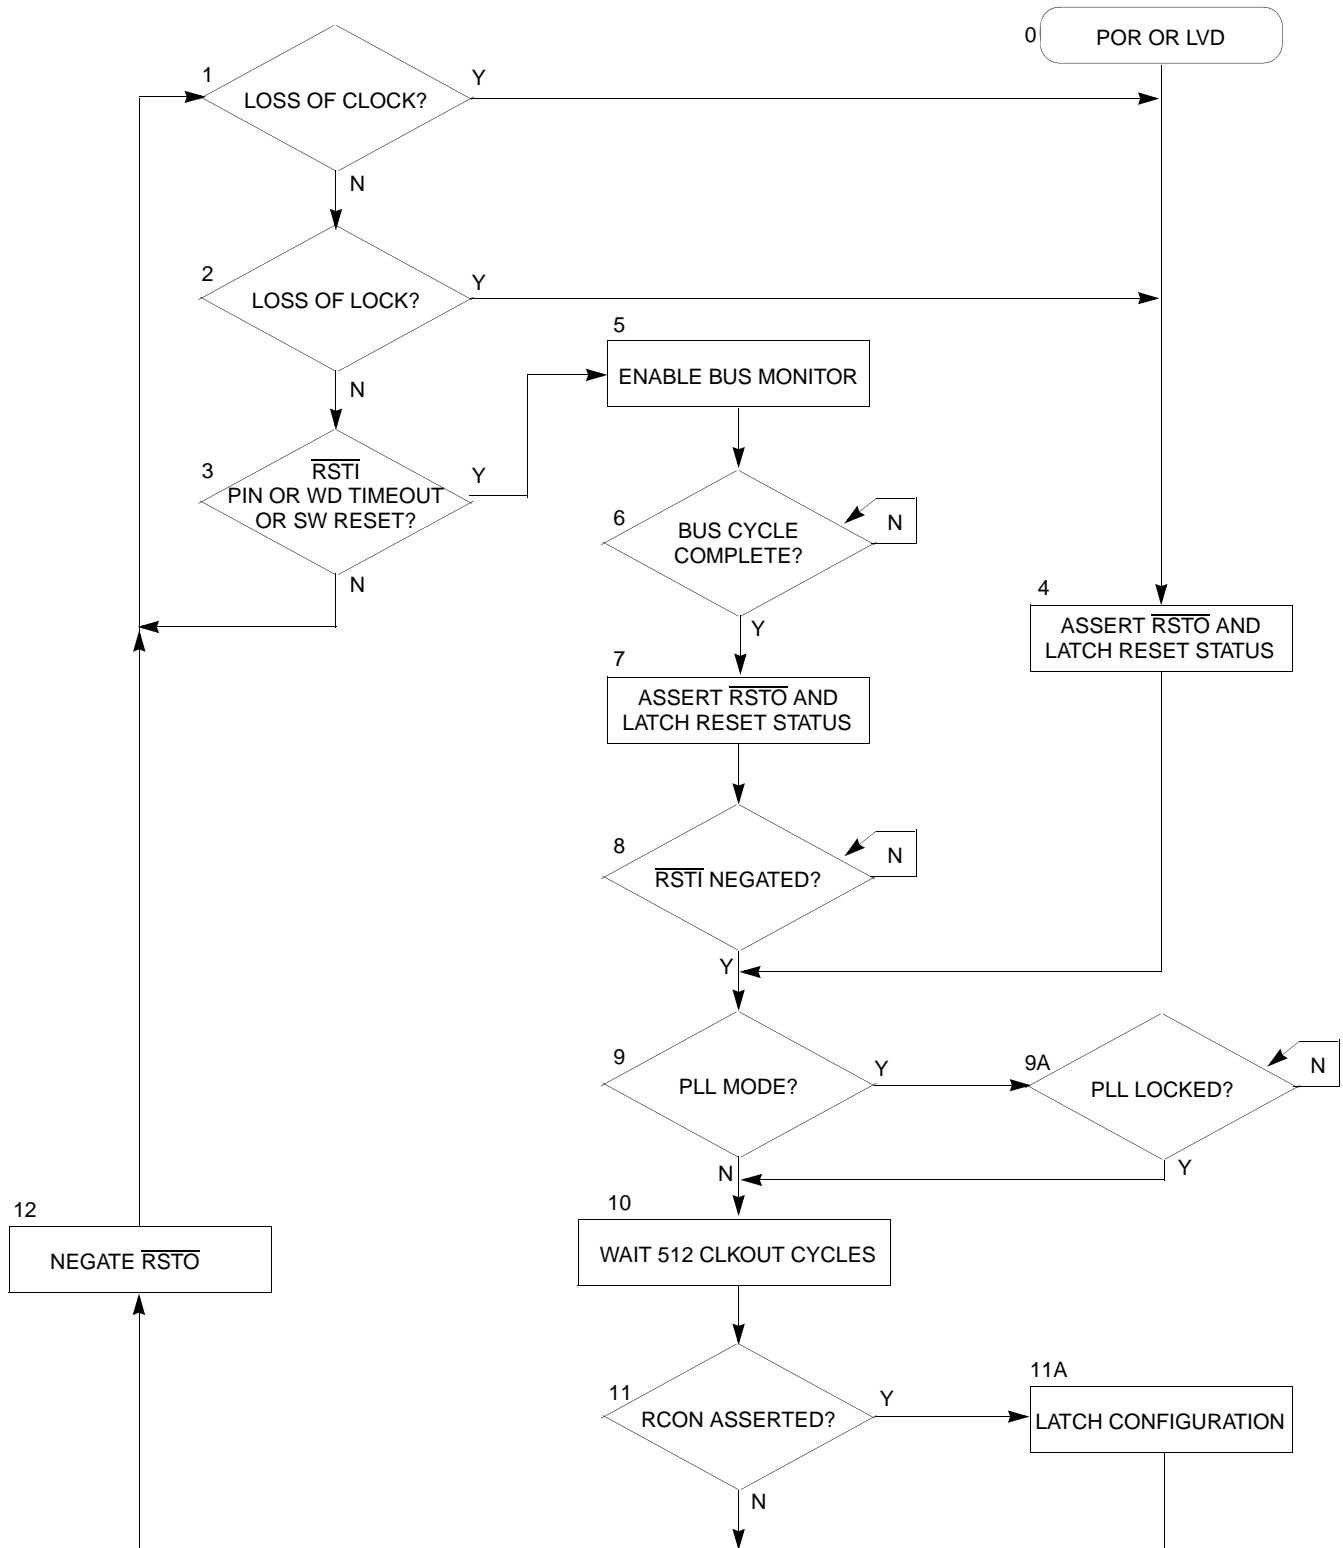 0
POR OR LVD
1
LOSS OF CLOCK?
Y
N
2
LOSS OF LOCK?
Y
N
3
RSTI
PIN OR WD TIMEOUT
OR SW RESET?
Y
N
5
ENABLE BUS MONITOR
6
BUS CYCLE
COMPLETE?
N
Y
4
ASSERT RSTO AND
LATCH RESET STATUS
7
ASSERT RSTO AND
LATCH RESET STATUS
8
RSTI NEGATED?
N
Y
9
PLL MODE?
Y
N
9A
PLL LOCKED?
N
Y
10
WAIT 512 CLKOUT CYCLES
12
NEGATE RSTO
11
RCON ASSERTED?
Y
N
11A
LATCH CONFIGURATION